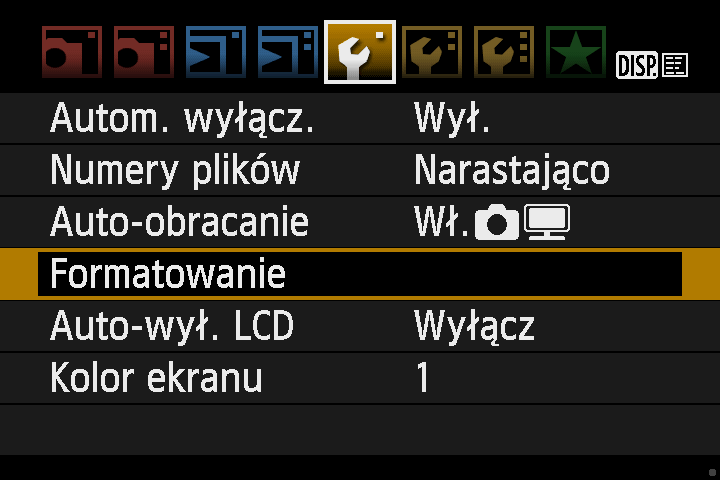 DISP.
Autom. wyłącz. Wył.
Numery plików Narastająco
Auto-obracanie Wł.
Formatowanie
Auto-wył. LCD Wyłącz
Kolor ekranu 1